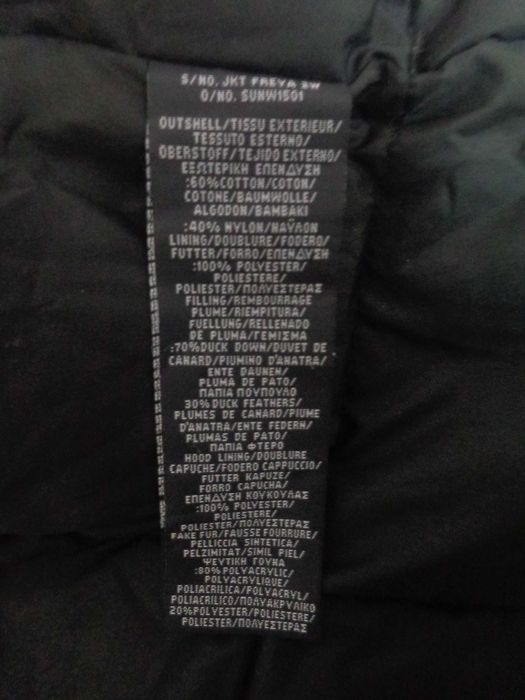 S/NO. JKT FREYA SW
O/NO. SUNW1501
OUTSHELL/TISSU EXTERIEUR/
TESSUTO ESTERNO/
OBERSTOFF/TEJIDO EXTERNO/
ΕΞΩΤΕΡΙΚΗ ΕΠΕΝΔΥΣΗ
:60%COTTON/COTON/
COTONE/BAUMWOLLE/
ALGODON/ΒΑΜΒΑΚΙ
:40% NYLON/ΝΑΥΛΟΝ
LINING/DOUBLURE/FODERO/
FUTTER/FORRO/ΕΠΕΝΔΥΣΗ
:100% POLYESTER/
POLIESTERE/
POLIESTER/ΠΟΛΥΕΣΤΕΡΑΣ
FILLING/REMBOURRAGE
PLUME/RIEMPITURA/
FUELLUNG/RELLENADO
DE PLUMA/ΓΕΜΙΣΜΑ
:70%DUCK DOWN/DUVET DE
CANARD/PIUMINO D'ANATRA/
ENTE DAUNEN/
PLUMA DE PATO/
ΠΑΠΙΑ ΠΟΥΠΟΥΛΟ
30% DUCK FEATHERS/
PLUMES DE CANARD/PIUME
D'ANATRA/ENTE FEDERN/
PLUMAS DE PATO/
ΠΑΠΙΑ ΦΤΕΡΟ
HOOD LINING/DOUBLURE
CAPUCHE/FODERO CAPPUCCIO/
FUTTER KAPUZE/
FORRO CAPUCHA/
ΕΠΕΝΔΥΣΗ ΚΟΥΚΟΥΛΑΣ
:100% POLYESTER/
POLIESTERE/
POLIESTER/ΠΟΛΥΕΣΤΕΡΑΣ
FAKE FUR/FAUSSE FOURRURE/
PELLICCIA SINTETICA/
PELZIMITAT/SIMIL PIEL/
ΨΕΥΤΙΚΗ ΓΟΥΝΑ
:80% POLYACRYLIC/
POLYACRYLIQUE/
POLIACRILICA/POLYACRYL/
POLIACRILICO/ΠΟΛΥΑΚΡΥΛΙΚΟ
20%POLYESTER/POLIESTERE/
POLIESTER/ΠΟΛΥΕΣΤΕΡΑΣ